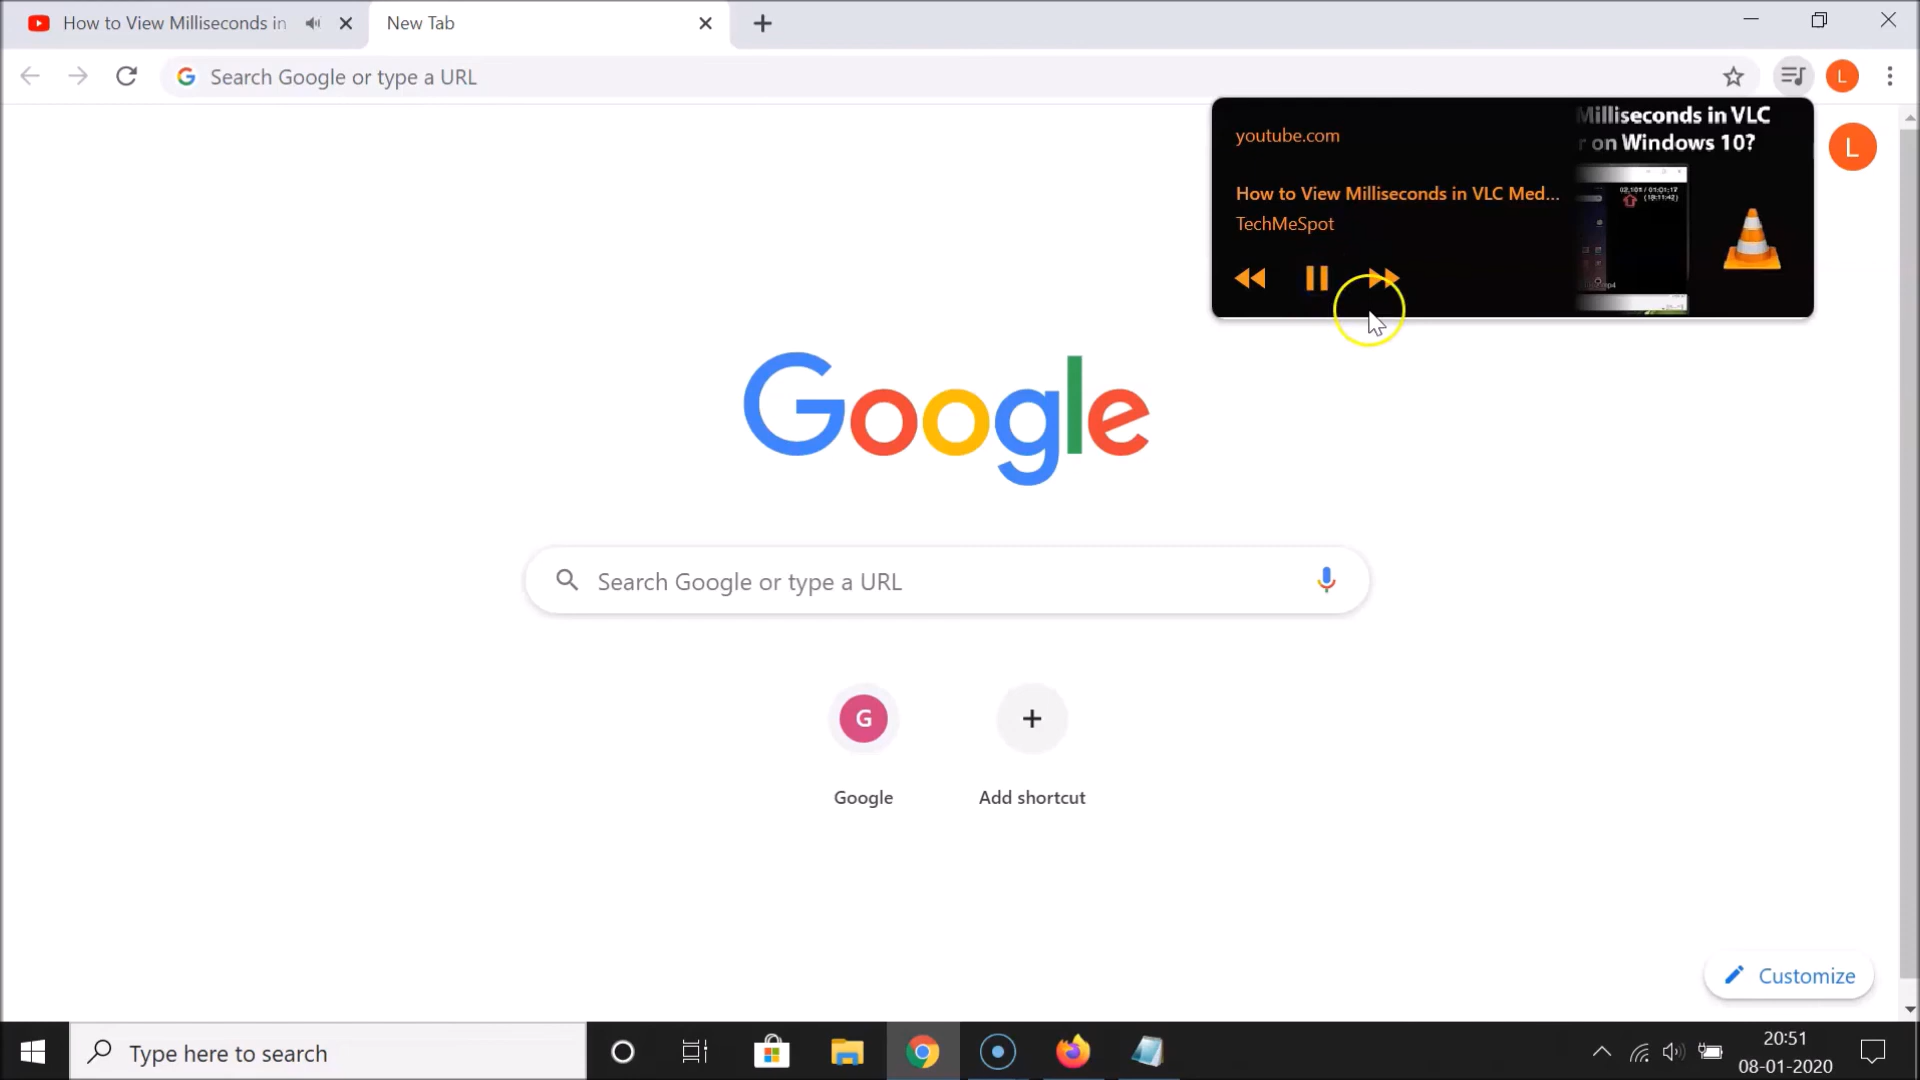 How to View Milliseconds in
New Tab
Search Google or type a URL
L
youtube.com
How to View Milliseconds in VLC Med...
TechMeSpot
Milliseconds in VLC
r on Windows 10?
L
Google
Search Google or type a URL
G
Google
Add shortcut
Customize
Type here to search
20:51
08-01-2020